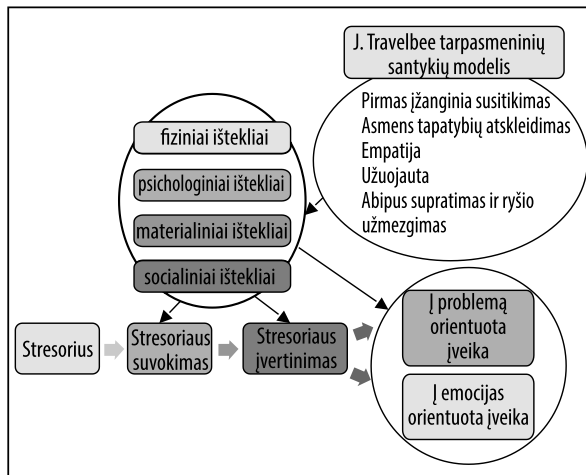 J. Travelbee tarpasmeninių
santykių modelis
Pirmas įžanginia susitikimas
Asmens tapatybių atskleidimas
Empatija
Užuojauta
Abipus supratimas ir ryšio
užmezgimas
fiziniai ištekliai
psichologiniai ištekliai
materialiniai ištekliai
socialiniai ištekliai
Stresorius
Stresoriaus
suvokimas
Stresoriaus
įvertinimas
Į problemą
orientuota
įveika
Į emocijas
orientuota įveika